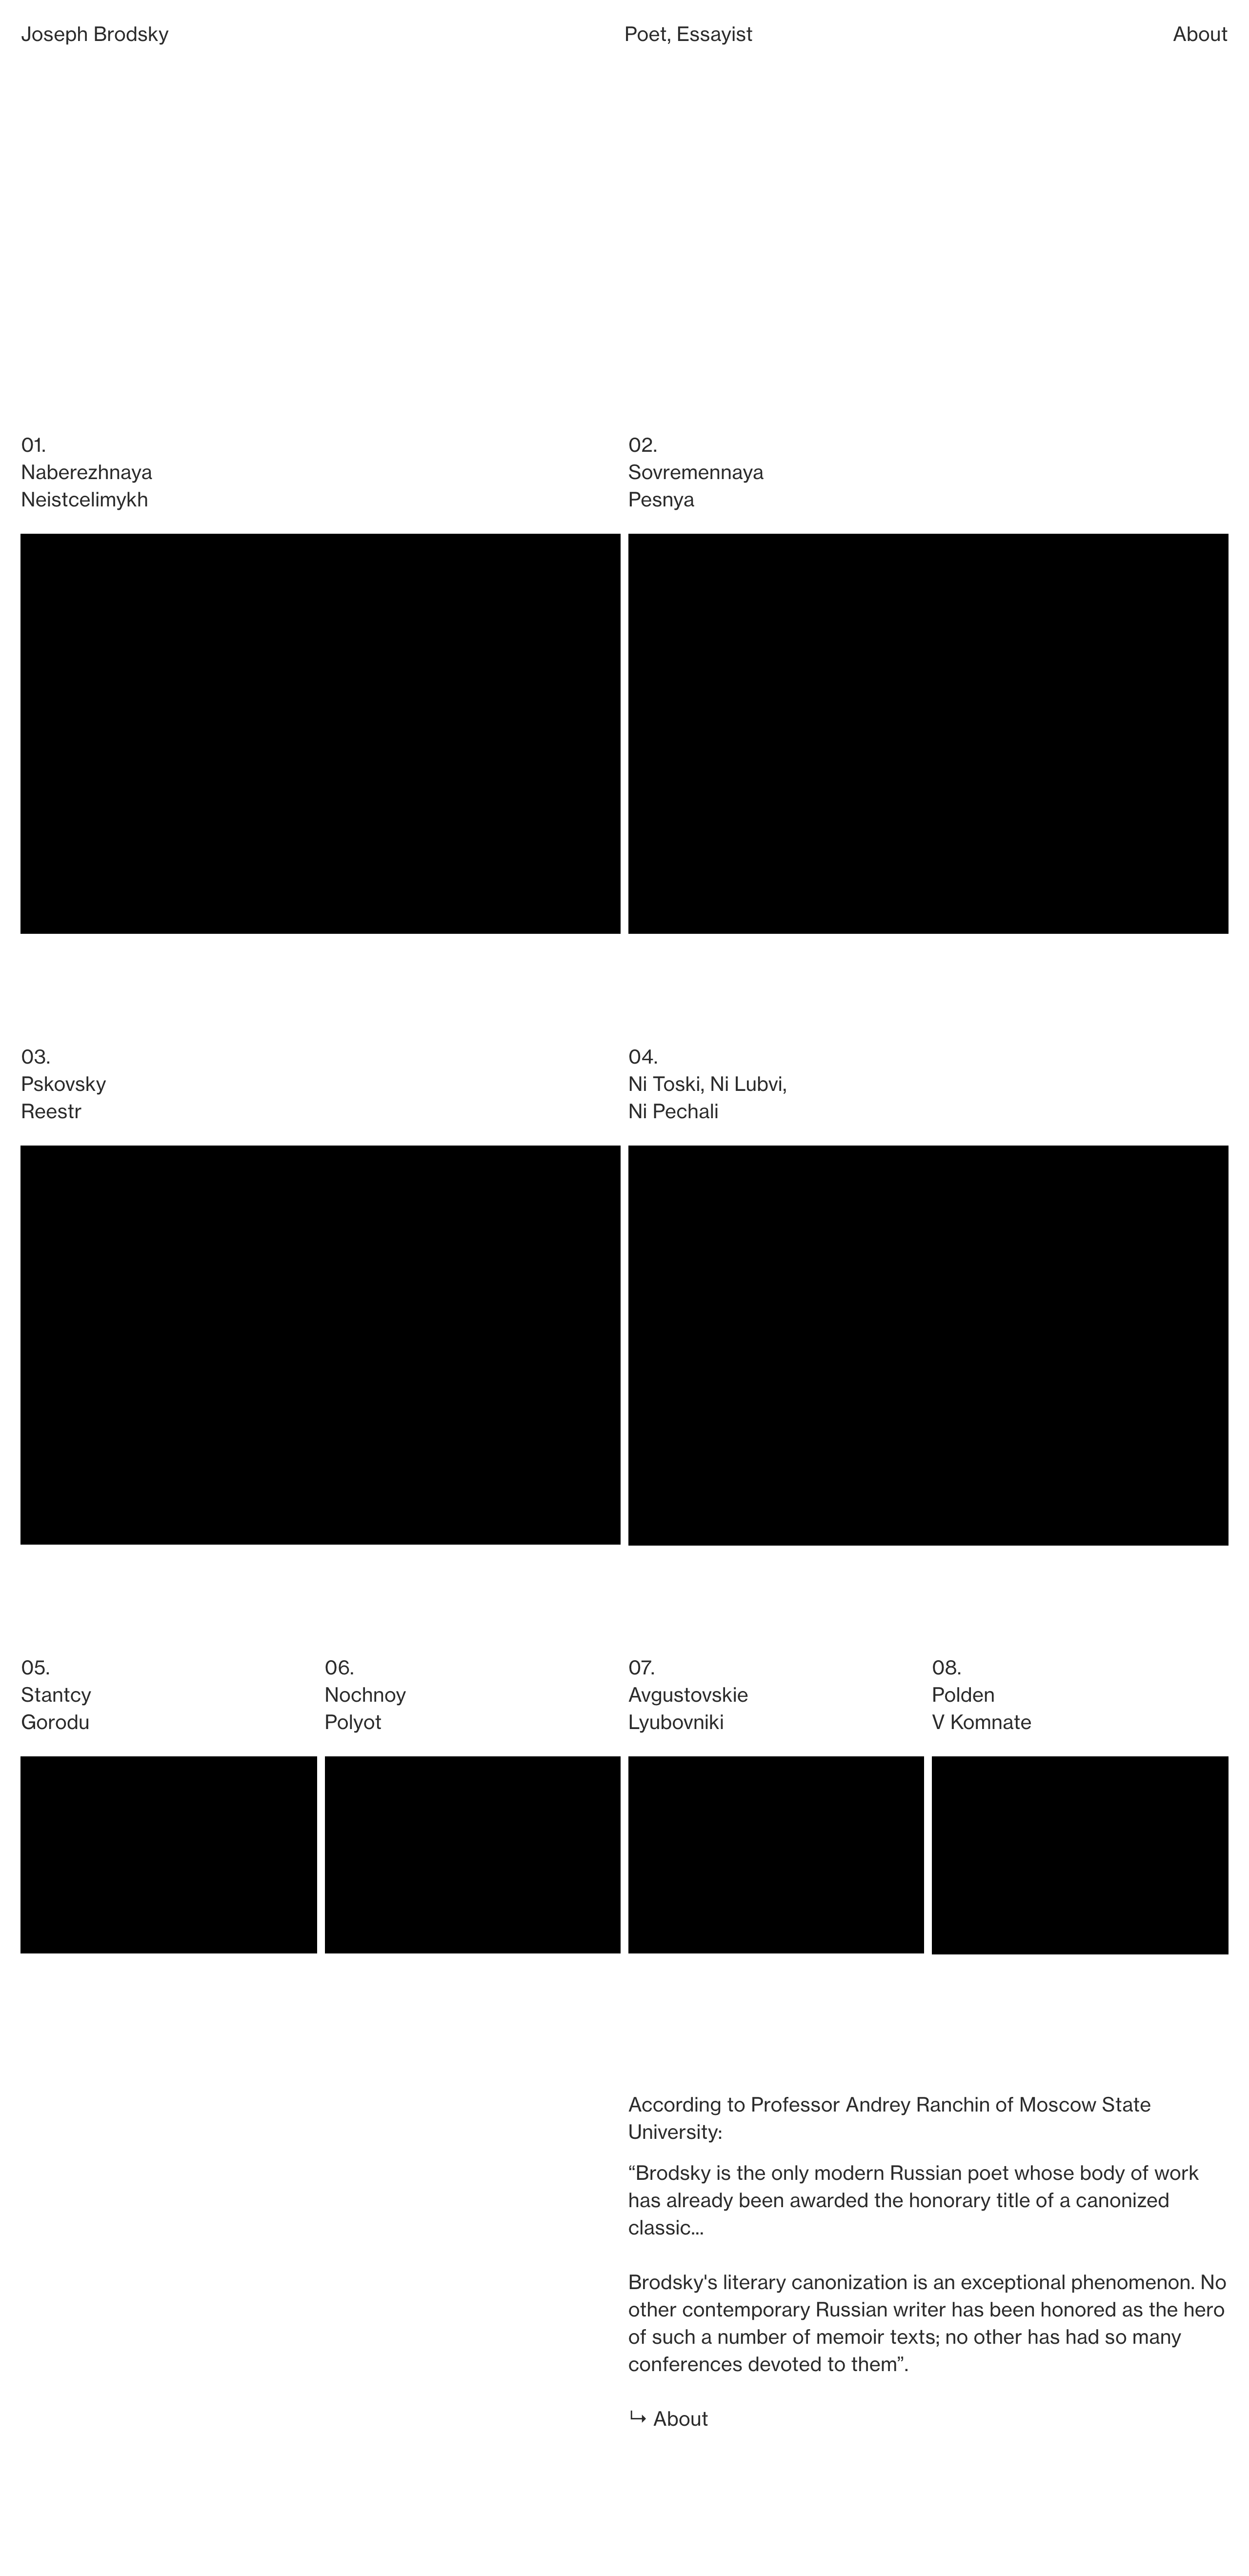 Joseph Brodsky
Poet, Essayist
About
01.
Naberezhnaya
Neistcelimykh
02.
Sovremennaya
Pesnya
03.
Pskovsky
Reestr
04.
Ni Toski, Ni Lubvi,
Ni Pechali
05.
Stantcy
Gorodu
06.
Nochnoy
Polyot
07.
Avgustovskie
Lyubovniki
08.
Polden
V Komnate
According to Professor Andrey Ranchin of Moscow State
University:
“Brodsky is the only modern Russian poet whose body of work
has already been awarded the honorary title of a canonized
classic...
Brodsky's literary canonization is an exceptional phenomenon. No
other contemporary Russian writer has been honored as the hero
of such a number of memoir texts; no other has had so many
conferences devoted to them”.
↳ About